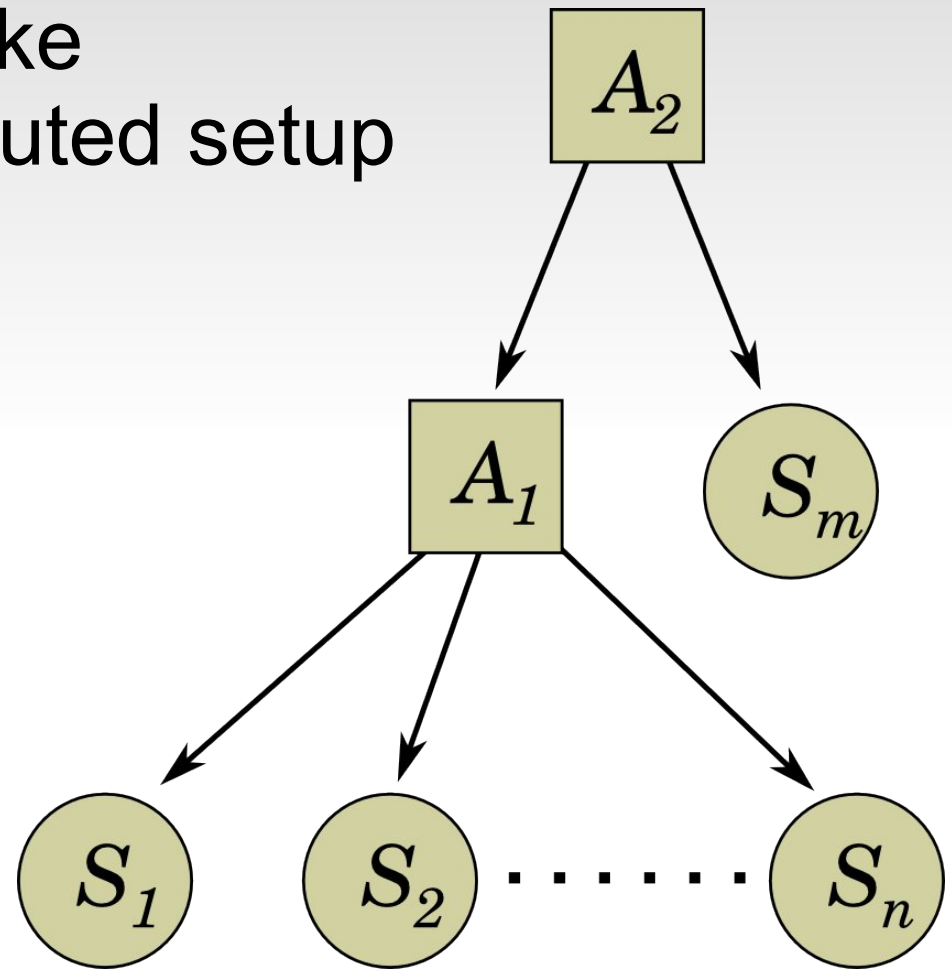 ke
uted setup
A₂
A₁
Sₘ
S₁ S₂ ...... Sₙ